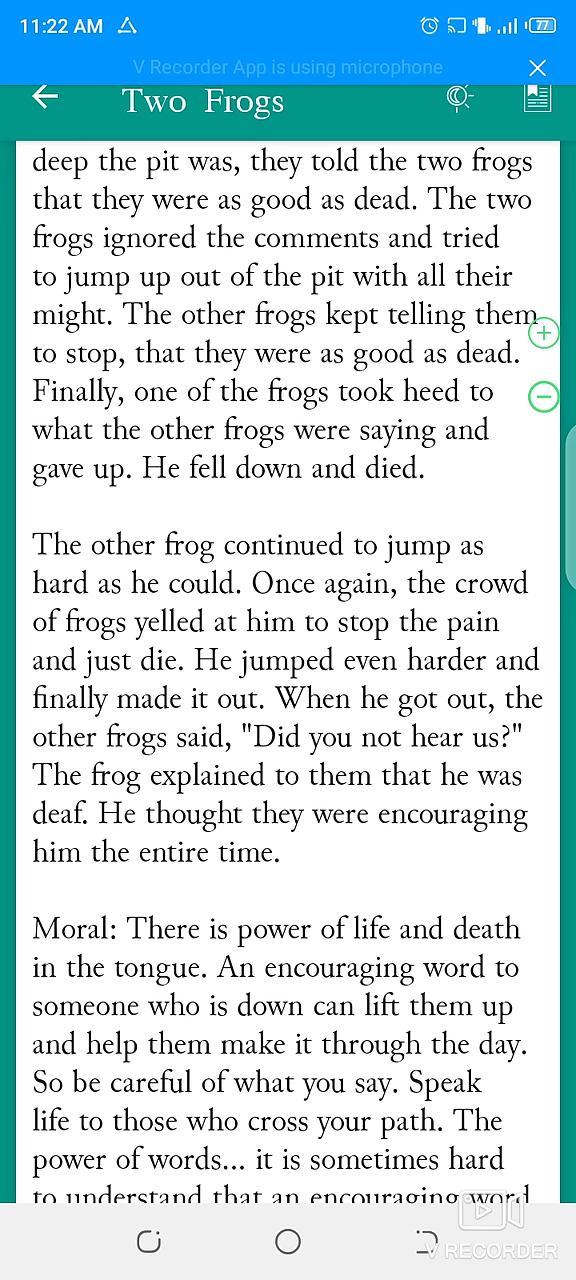 11:22 AM
77
V Recorder App is using microphone
Two Frogs
deep the pit was, they told the two frogs
that they were as good as dead. The two
frogs ignored the comments and tried
to jump up out of the pit with all their
might. The other frogs kept telling them
to stop, that they were as good as dead.
Finally, one of the frogs took heed to
what the other frogs were saying and
gave up. He fell down and died.
The other frog continued to jump as
hard as he could. Once again, the crowd
of frogs yelled at him to stop the pain
and just die. He jumped even harder and
finally made it out. When he got out, the
other frogs said, "Did you not hear us?"
The frog explained to them that he was
deaf. He thought they were encouraging
him the entire time.
Moral: There is power of life and death
in the tongue. An encouraging word to
someone who is down can lift them up
and help them make it through the day.
So be careful of what you say. Speak
life to those who cross your path. The
power of words... it is sometimes hard
to understand that an encouraging word
V RECORDER